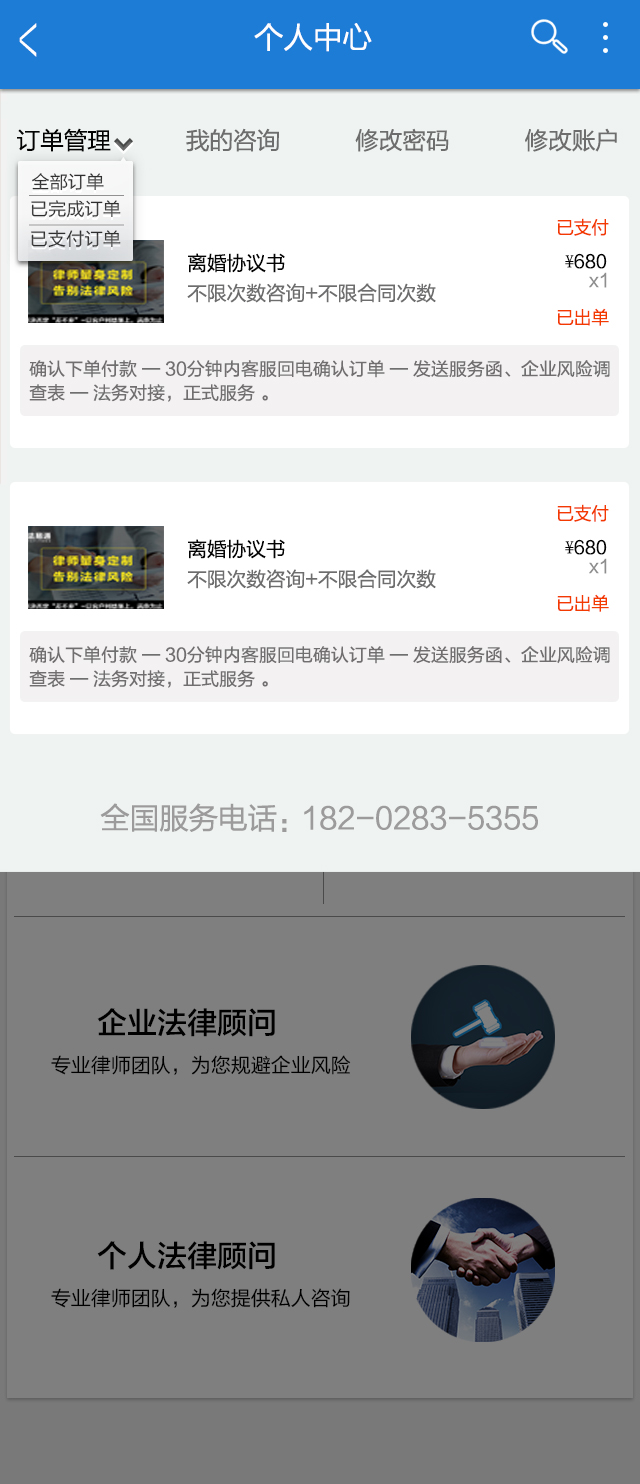 个人中心
订单管理 我的咨询 修改密码 修改账户
全部订单
已完成订单
已支付订单
已支付
离婚协议书 ¥680
不限次数咨询+不限合同次数 x1
已出单
律师量身定制
告别法律风险
确认下单付款 — 30分钟内客服回电确认订单 — 发送服务函、企业风险调
查表 — 法务对接，正式服务 。
已支付
离婚协议书 ¥680
不限次数咨询+不限合同次数 x1
已出单
律师量身定制
告别法律风险
确认下单付款 — 30分钟内客服回电确认订单 — 发送服务函、企业风险调
查表 — 法务对接，正式服务 。
全国服务电话：182-0283-5355
企业法律顾问
专业律师团队，为您规避企业风险
个人法律顾问
专业律师团队，为您提供私人咨询